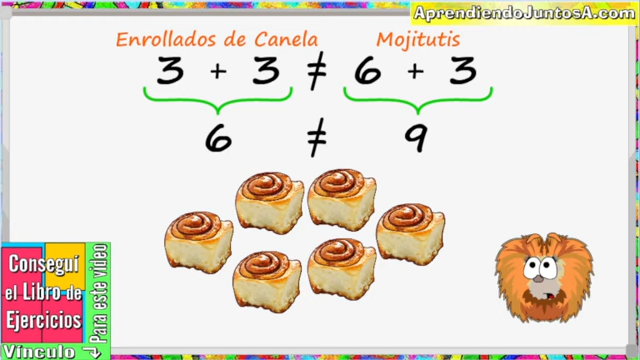 AprendiendoJuntosA.com
Enrollados de Canela Mojitutis
3 + 3 ≠ 6 + 3
6 ≠ 9
Conseguí
el Libro de
Ejercicios
Vínculo
Para este video